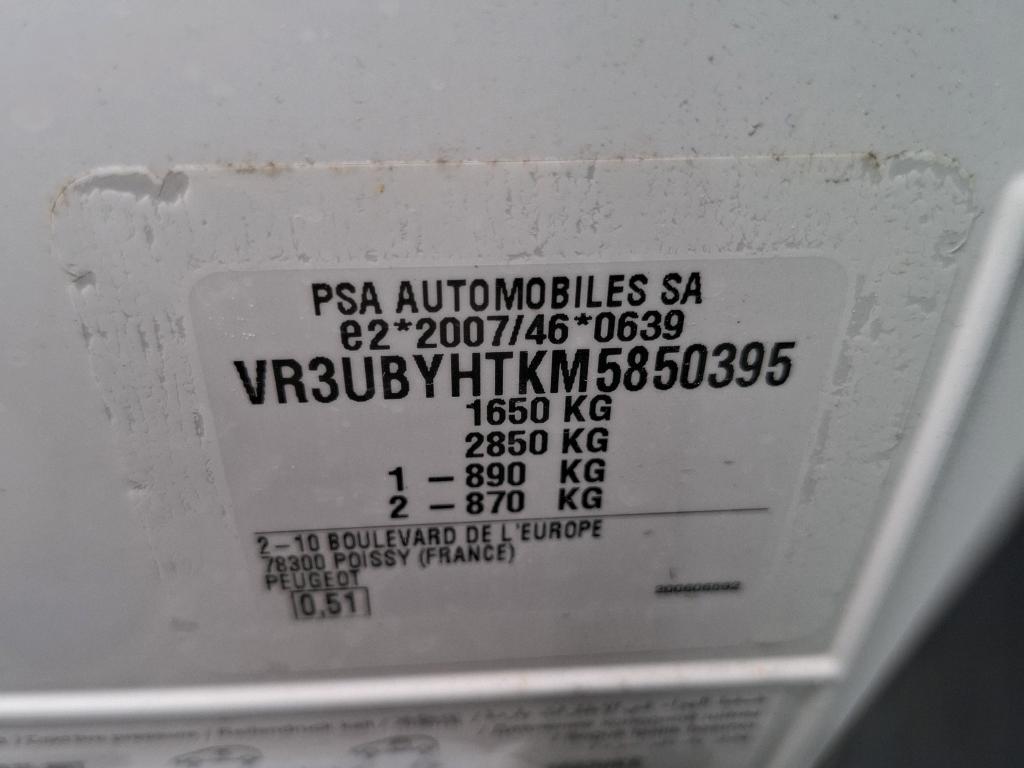 PSA AUTOMOBILES SA
e2*2007/46*0639
VR3UBYHTKM5850395
1650 KG
2850 KG
1 – 890 KG
2 – 870 KG
2–10 BOULEVARD DE L'EUROPE
78300 POISSY (FRANCE)
PEUGEOT
0,51